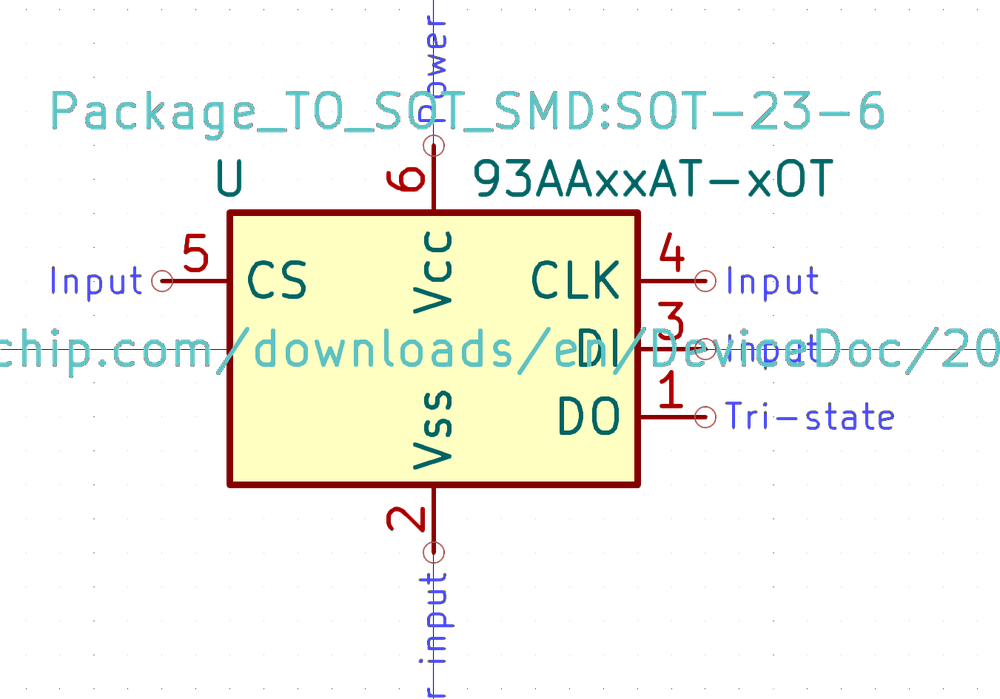 Power
Package_TO_SOT_SMD:SOT-23-6
U
6
93AAxxAT-xOT
5
4
Input
CS
Vcc
CLK
Input
3
chip.com/downloads/en/DeviceDoc/20
DI
Input
1
Vss
DO
Tri-state
2
r input